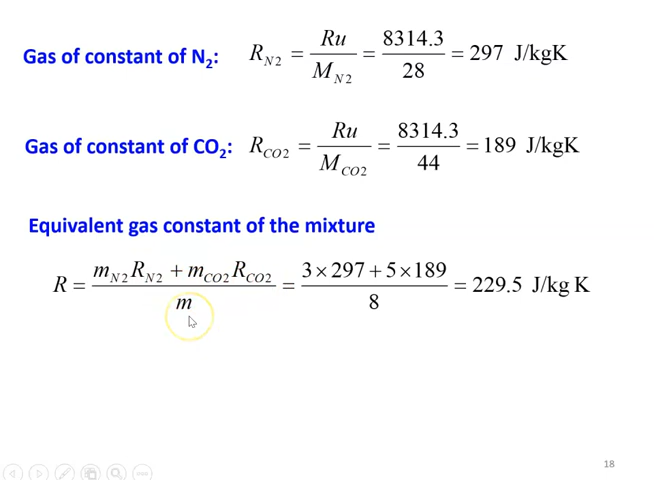 Gas of constant of N2: R_N2 = Ru / M_N2 = 8314.3 / 28 = 297 J/kgK
Gas of constant of CO2: R_CO2 = Ru / M_CO2 = 8314.3 / 44 = 189 J/kgK
Equivalent gas constant of the mixture
R = (m_N2 R_N2 + m_CO2 R_CO2) / m = (3 × 297 + 5 × 189) / 8 = 229.5 J/kg K
18